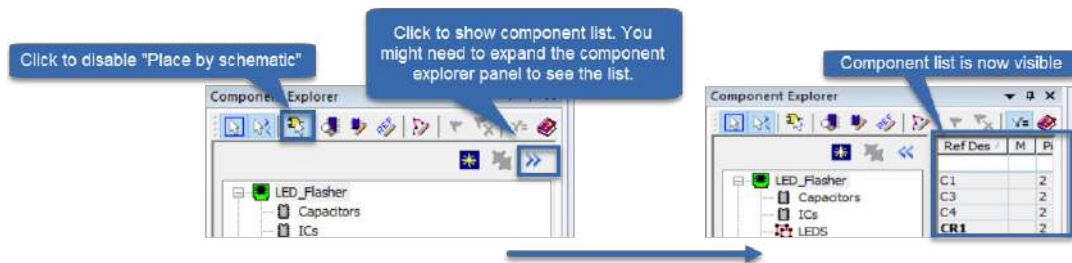 Click to disable "Place by schematic"
Click to show component list. You
might need to expand the component
explorer panel to see the list.
Component list is now visible
Component Explorer
LED_Flasher
Capacitors
ICs
Component Explorer
Ref Des
M
Pi
LED_Flasher
Capacitors
ICs
LEDS
C1
2
C3
2
C4
2
CR1
2